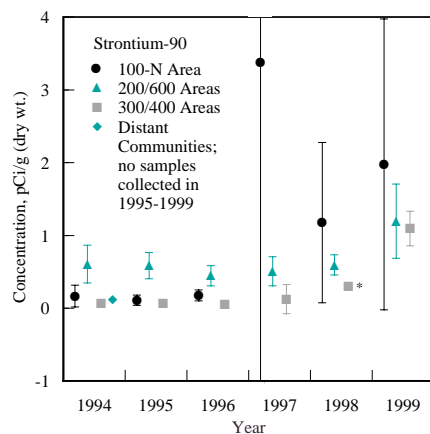 4
3
2
1
0
-1
Concentration, pCi/g (dry wt.)
Strontium-90
100-N Area
200/600 Areas
300/400 Areas
Distant
Communities;
no samples
collected in
1995-1999
*
1994 1995 1996 1997 1998 1999
Year